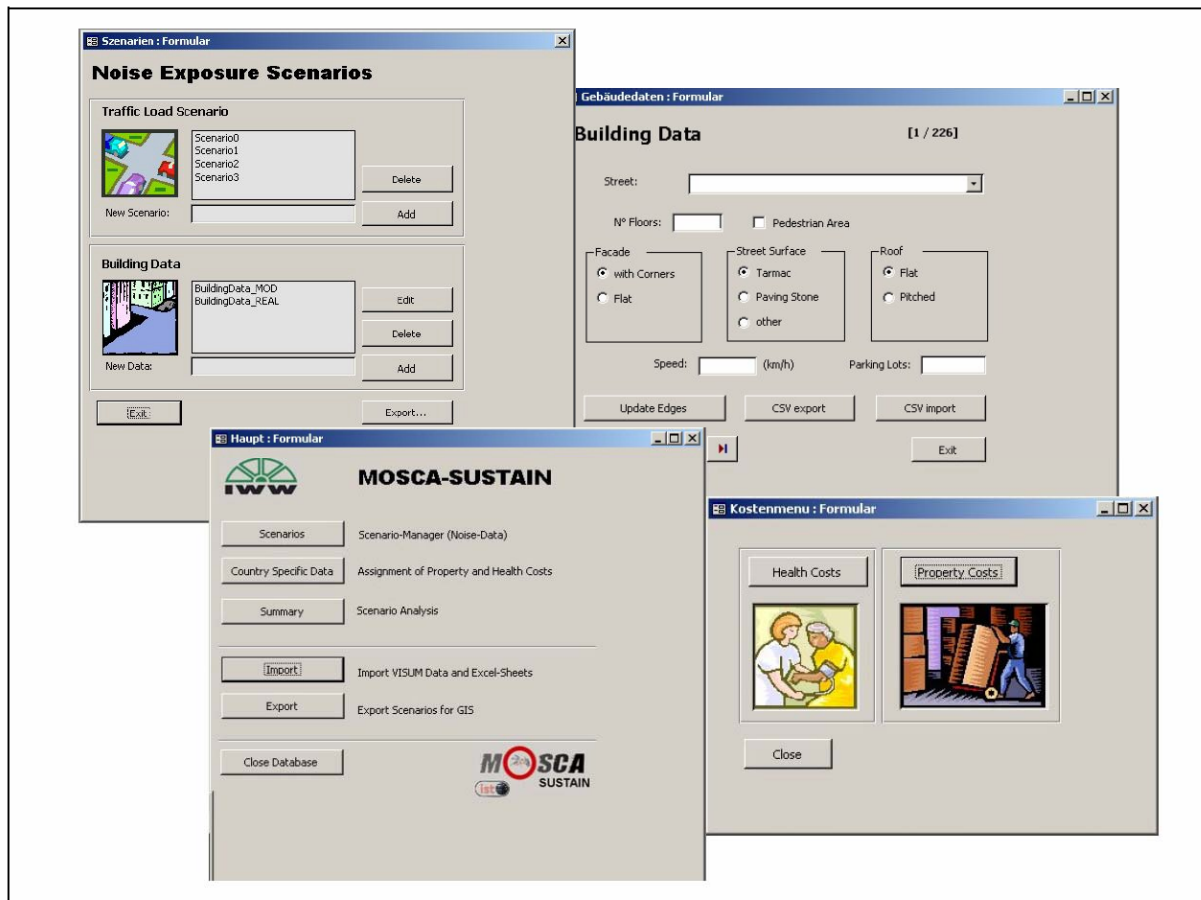 Szenarien : Formular
Noise Exposure Scenarios
Traffic Load Scenario
Scenario0
Scenario1
Scenario2
Scenario3
Delete
New Scenario:
Add
Building Data
BuildingData_MOD
BuildingData_REAL
Edit
Delete
New Data:
Add
Exit
Export...
Gebäudedaten : Formular
Building Data
[1 / 226]
Street:
N° Floors:
Pedestrian Area
Facade
with Corners
Flat
Street Surface
Tarmac
Paving Stone
other
Roof
Flat
Pitched
Speed:
(km/h)
Parking Lots:
Update Edges
CSV export
CSV import
Exit
Haupt : Formular
IWW
MOSCA-SUSTAIN
Scenarios
Scenario-Manager (Noise-Data)
Country Specific Data
Assignment of Property and Health Costs
Summary
Scenario Analysis
Import
Import VISUM Data and Excel-Sheets
Export
Export Scenarios for GIS
Close Database
MOSCA
SUSTAIN
ist
Kostenmenu : Formular
Health Costs
Property Costs
Close